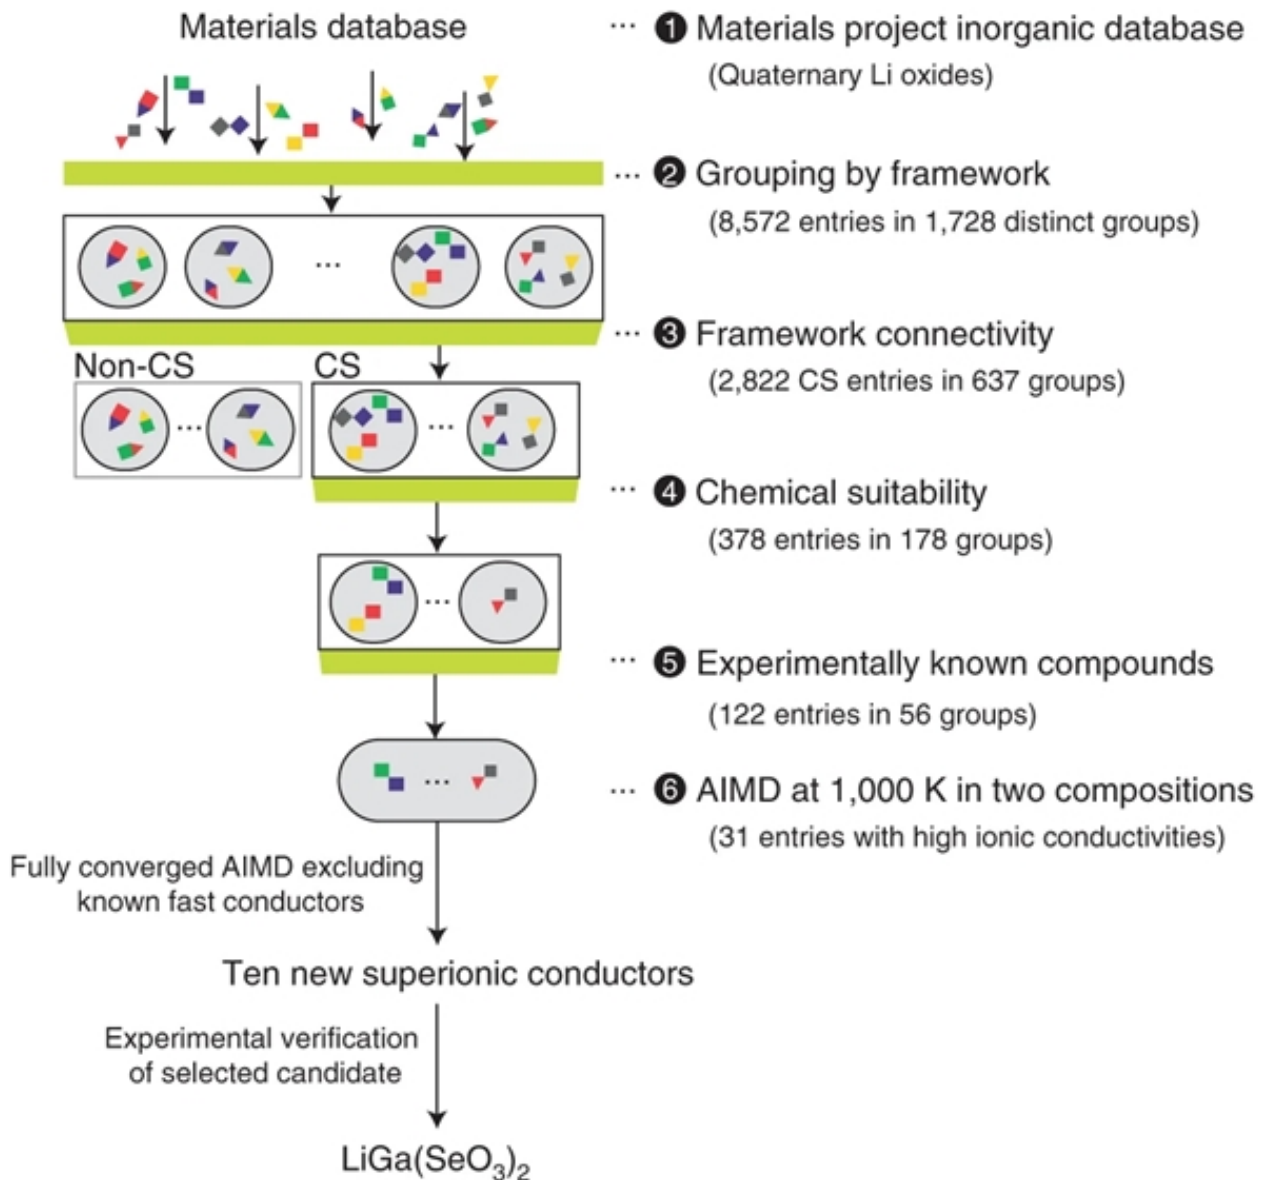 Materials database
... ❶ Materials project inorganic database
(Quaternary Li oxides)
... ❷ Grouping by framework
(8,572 entries in 1,728 distinct groups)
...
... ❸ Framework connectivity
Non-CS CS
(2,822 CS entries in 637 groups)
... ...
... ❹ Chemical suitability
(378 entries in 178 groups)
...
... ❺ Experimentally known compounds
(122 entries in 56 groups)
...
... ❻ AIMD at 1,000 K in two compositions
(31 entries with high ionic conductivities)
Fully converged AIMD excluding
known fast conductors
Ten new superionic conductors
Experimental verification
of selected candidate
LiGa(SeO₃)₂